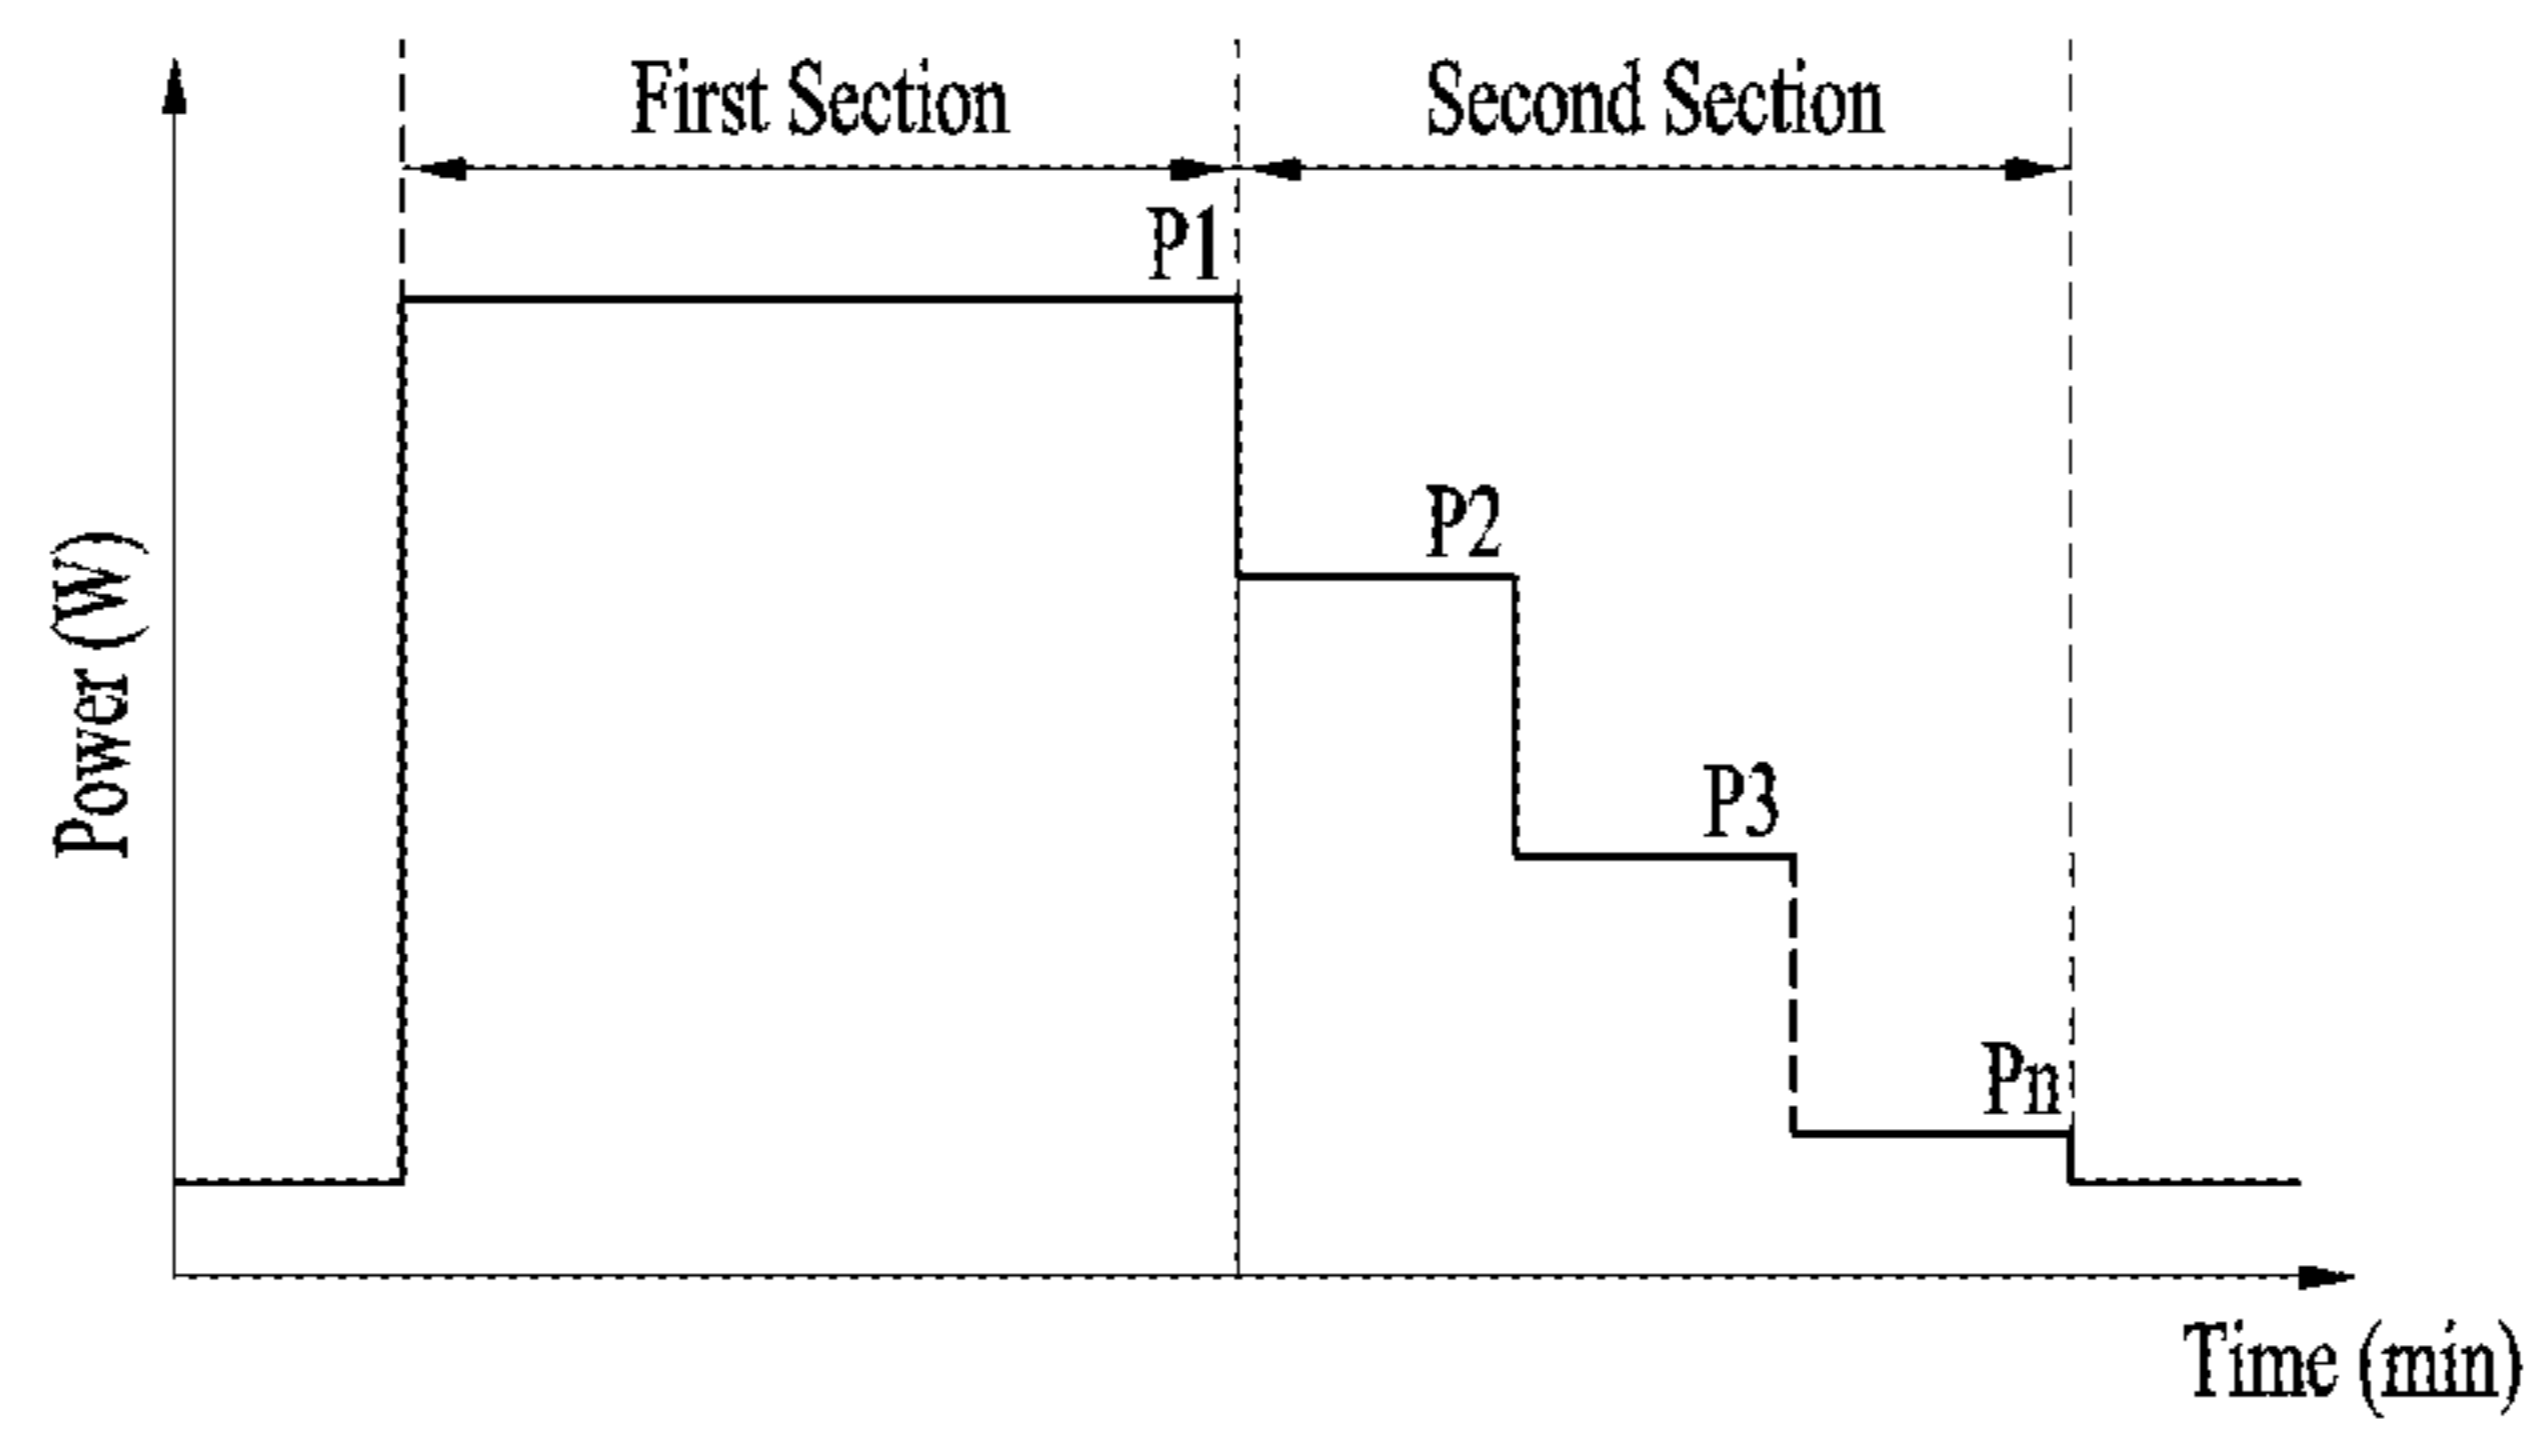 First Section
Second Section
P1
P2
P3
Pn
Power (W)
Time (min)